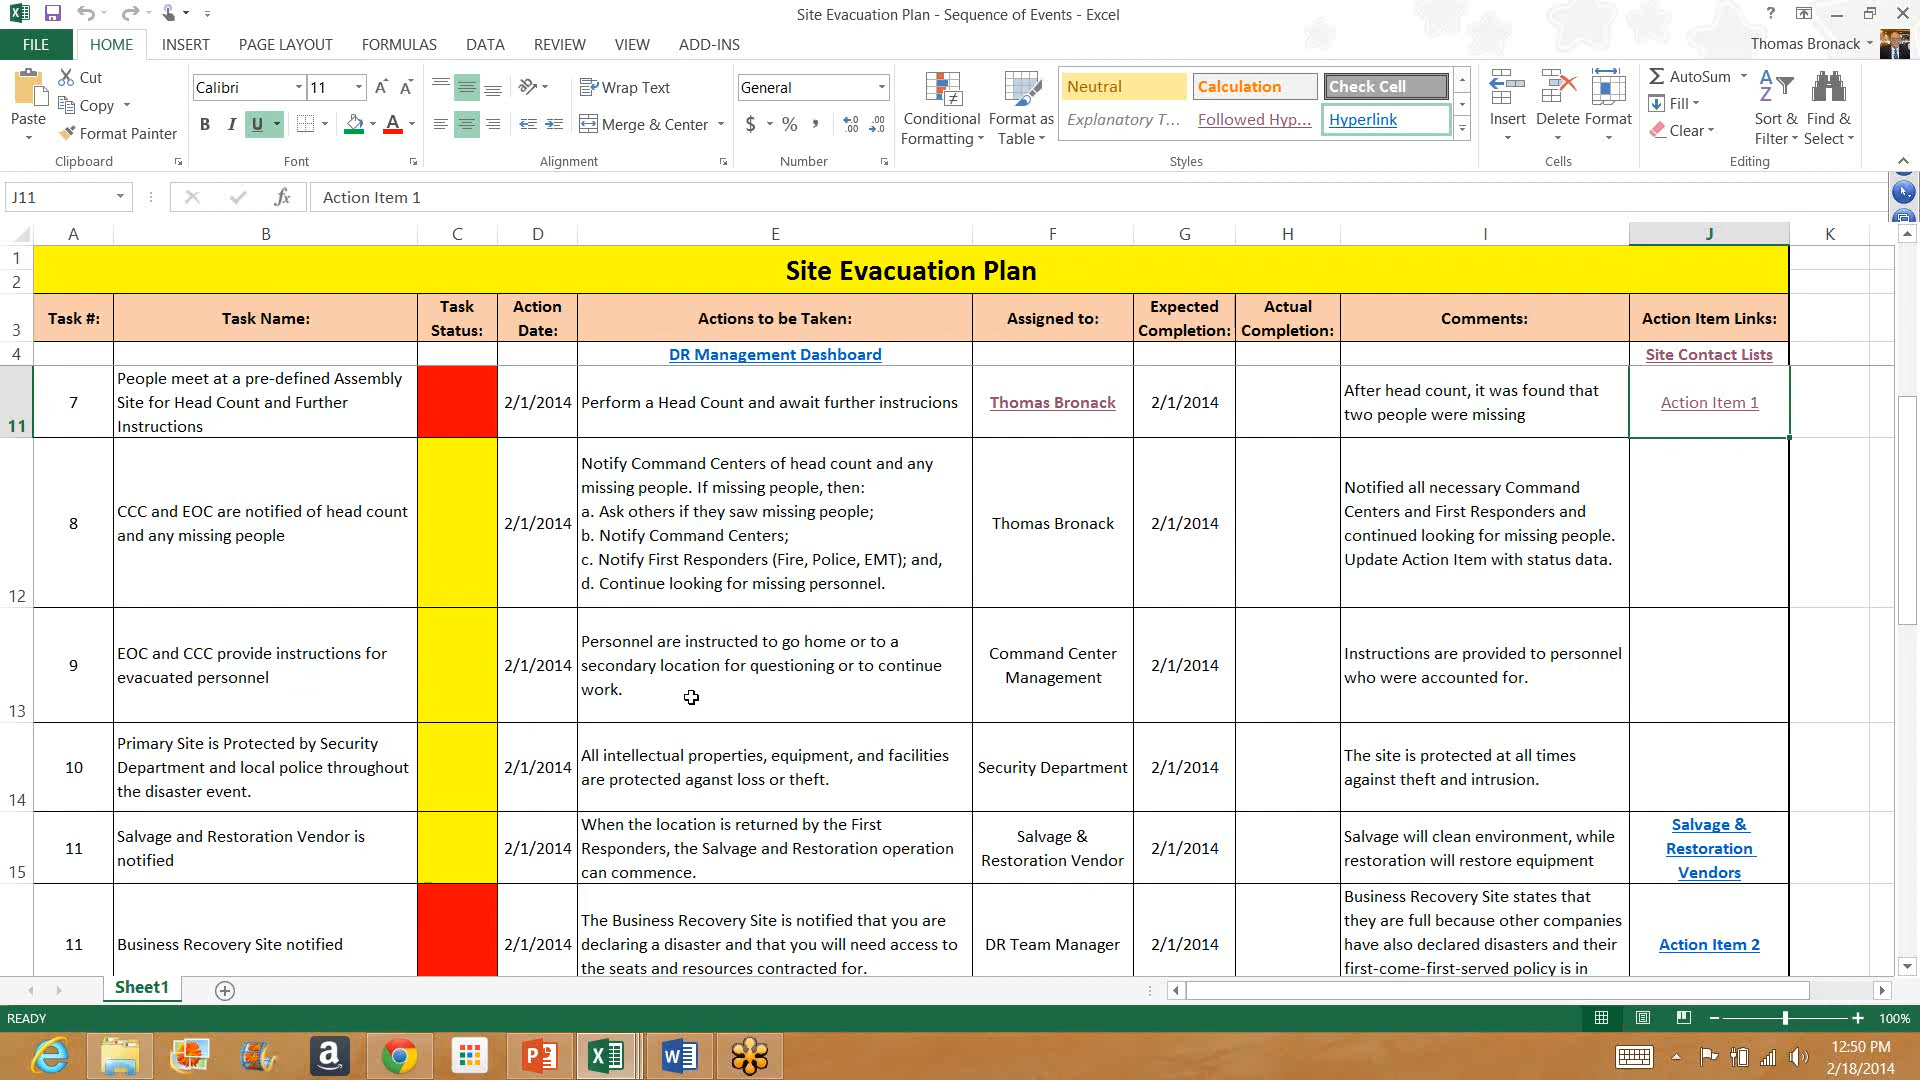 Site Evacuation Plan - Sequence of Events - Excel
?
FILE HOME INSERT PAGE LAYOUT FORMULAS DATA REVIEW VIEW ADD-INS
Thomas Bronack
Paste
Cut
Copy
Format Painter
Clipboard
Calibri 11
B I U
Font
Wrap Text
Merge & Center
Alignment
General
$ % ,
Number
Conditional Formatting
Format as Table
Neutral Calculation Check Cell
Explanatory T... Followed Hyp... Hyperlink
Styles
Insert Delete Format
Cells
AutoSum
Fill
Clear
Sort & Filter
Find & Select
Editing
J11
fx
Action Item 1
A B C D E F G H I J K
1
2
Site Evacuation Plan
3
Task #:
Task Name:
Task Status:
Action Date:
Actions to be Taken:
Assigned to:
Expected Completion:
Actual Completion:
Comments:
Action Item Links:
4
DR Management Dashboard
Site Contact Lists
11
7
People meet at a pre-defined Assembly
Site for Head Count and Further
Instructions
2/1/2014
Perform a Head Count and await further instrucions
Thomas Bronack
2/1/2014
After head count, it was found that
two people were missing
Action Item 1
12
8
CCC and EOC are notified of head count
and any missing people
2/1/2014
Notify Command Centers of head count and any
missing people. If missing people, then:
a. Ask others if they saw missing people;
b. Notify Command Centers;
c. Notify First Responders (Fire, Police, EMT); and,
d. Continue looking for missing personnel.
Thomas Bronack
2/1/2014
Notified all necessary Command
Centers and First Responders and
continued looking for missing people.
Update Action Item with status data.
13
9
EOC and CCC provide instructions for
evacuated personnel
2/1/2014
Personnel are instructed to go home or to a
secondary location for questioning or to continue
work.
Command Center
Management
2/1/2014
Instructions are provided to personnel
who were accounted for.
14
10
Primary Site is Protected by Security
Department and local police throughout
the disaster event.
2/1/2014
All intellectual properties, equipment, and facilities
are protected aganst loss or theft.
Security Department
2/1/2014
The site is protected at all times
against theft and intrusion.
15
11
Salvage and Restoration Vendor is
notified
2/1/2014
When the location is returned by the First
Responders, the Salvage and Restoration operation
can commence.
Salvage &
Restoration Vendor
2/1/2014
Salvage will clean environment, while
restoration will restore equipment
Salvage &
Restoration
Vendors
11
Business Recovery Site notified
2/1/2014
The Business Recovery Site is notified that you are
declaring a disaster and that you will need access to
the seats and resources contracted for.
DR Team Manager
2/1/2014
Business Recovery Site states that
they are full because other companies
have also declared disasters and their
first-come-first-served policy is in
Action Item 2
Sheet1
READY
100%
12:50 PM
2/18/2014